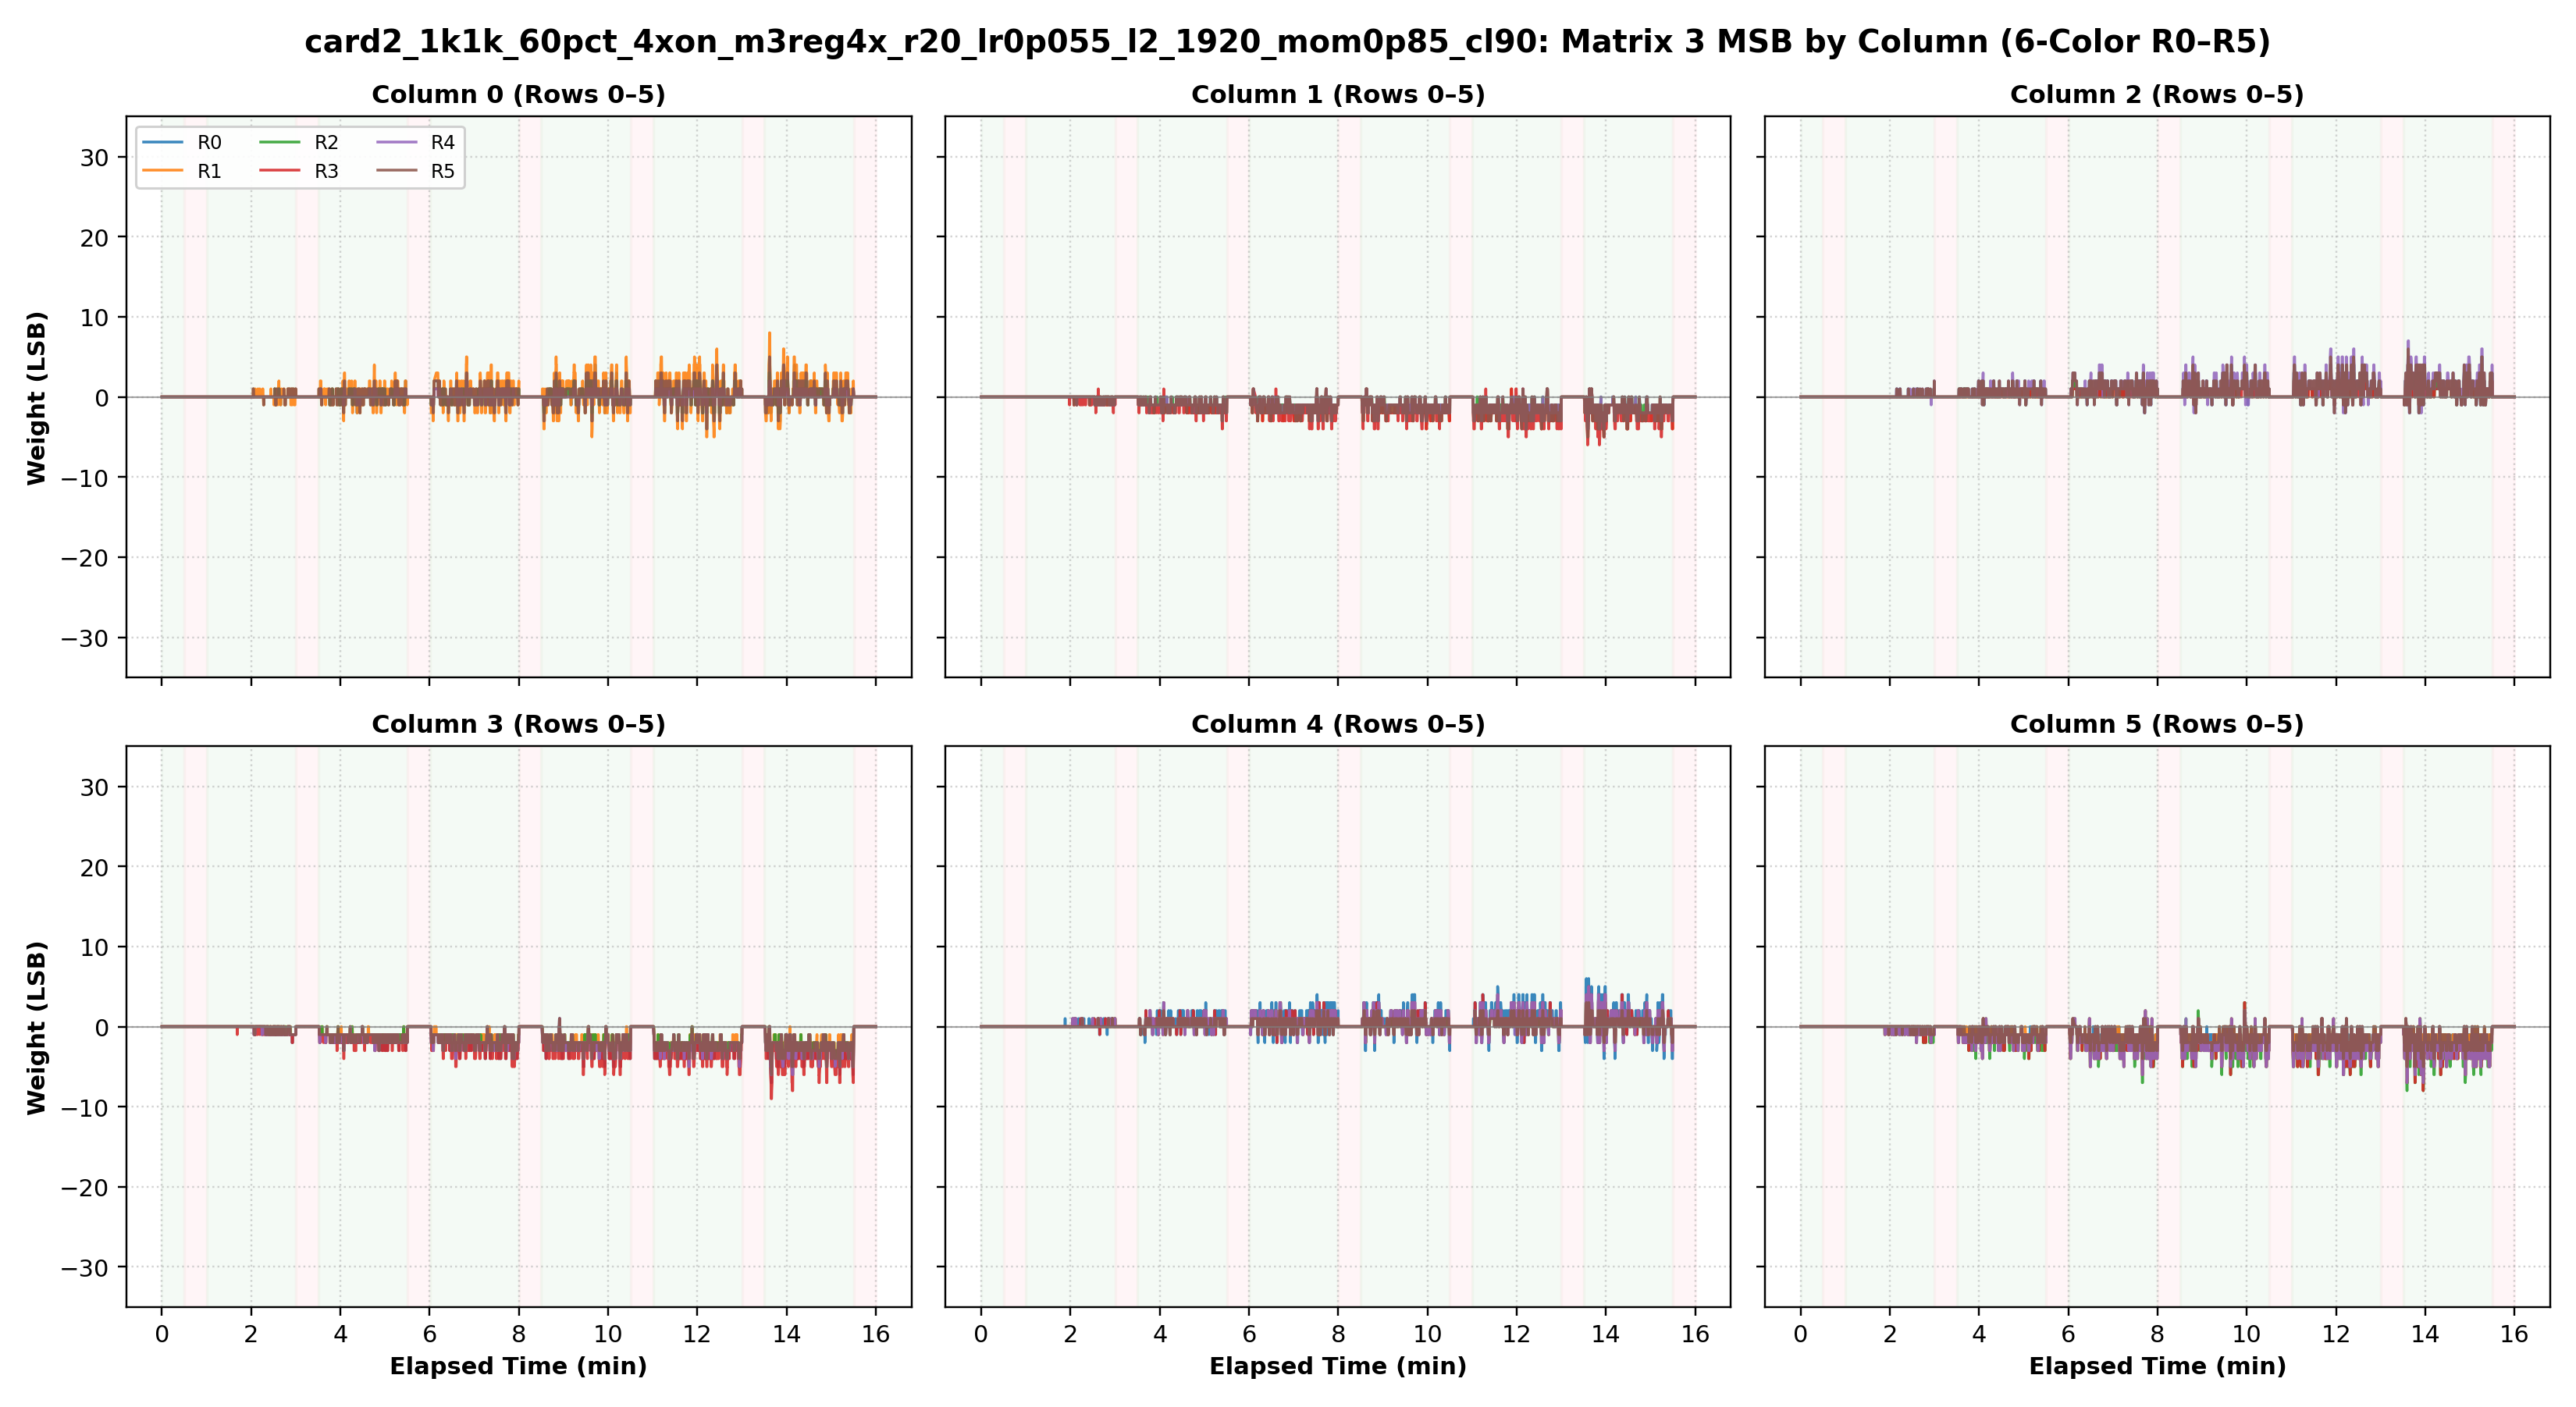 card2_1k1k_60pct_4xon_m3reg4x_r20_lr0p055_l2_1920_mom0p85_cl90: Matrix 3 MSB by Column (6-Color R0–R5)
Column 0 (Rows 0–5)
Column 1 (Rows 0–5)
Column 2 (Rows 0–5)
R0 R2 R4
R1 R3 R5
Weight (LSB)
30
20
10
0
−10
−20
−30
Column 3 (Rows 0–5)
Column 4 (Rows 0–5)
Column 5 (Rows 0–5)
Weight (LSB)
30
20
10
0
−10
−20
−30
0 2 4 6 8 10 12 14 16
0 2 4 6 8 10 12 14 16
0 2 4 6 8 10 12 14 16
Elapsed Time (min)
Elapsed Time (min)
Elapsed Time (min)